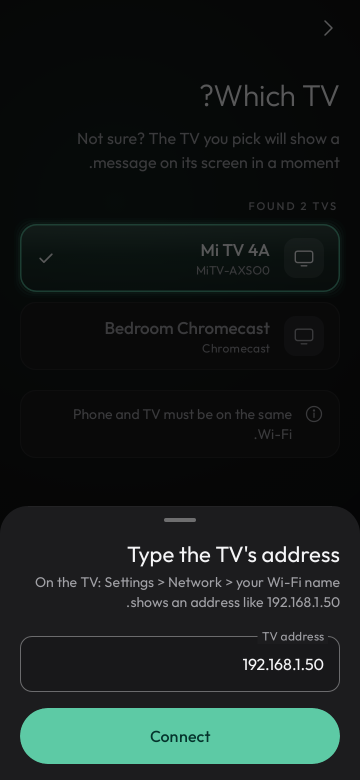 Which TV?
Not sure? The TV you pick will show a
message on its screen in a moment.
FOUND 2 TVS
Mi TV 4A
MiTV-AXSO0
Bedroom Chromecast
Chromecast
Phone and TV must be on the same
Wi-Fi.
Type the TV's address
On the TV: Settings > Network > your Wi-Fi name
shows an address like 192.168.1.50.
TV address
192.168.1.50
Connect